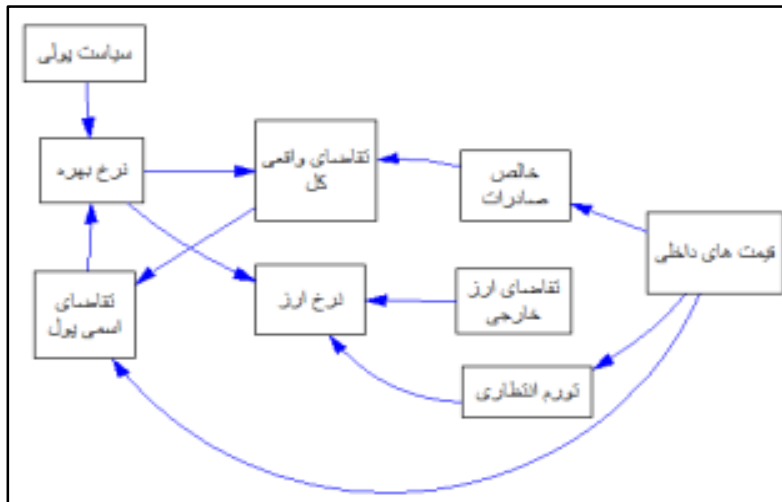 سیاست پولی
نرخ بهره
تقاضای واقعی
کل
خالص
صادرات
قیمت های داخلی
تقاضای
اسمی پول
نرخ ارز
تقاضای ارز
خارجی
تورم انتظاری